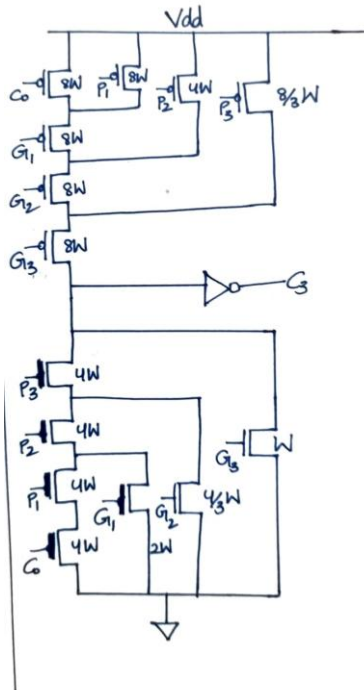 Vdd
C₀ 8W P₁ 8W P₂ 4W P₃ 8/3W
G₁ 8W
G₂ 8W
G₃ 8W
C₃
P₃ 4W
P₂ 4W
G₃ W
P₁ 4W G₁ G₂ 4/3W
C₀ 4W 2W